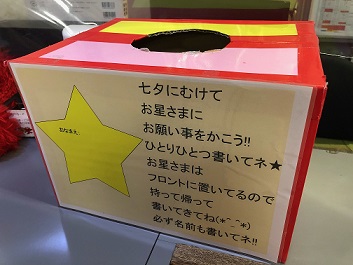 七夕にむけて
お星さまに
お願い事をかこう!!
ひとりひとつ書いてネ★
お星さまは
フロントに置いてるので
持って帰って
書いてきてね(*^_^*)
必ず名前も書いてネ!!
おなまえ.